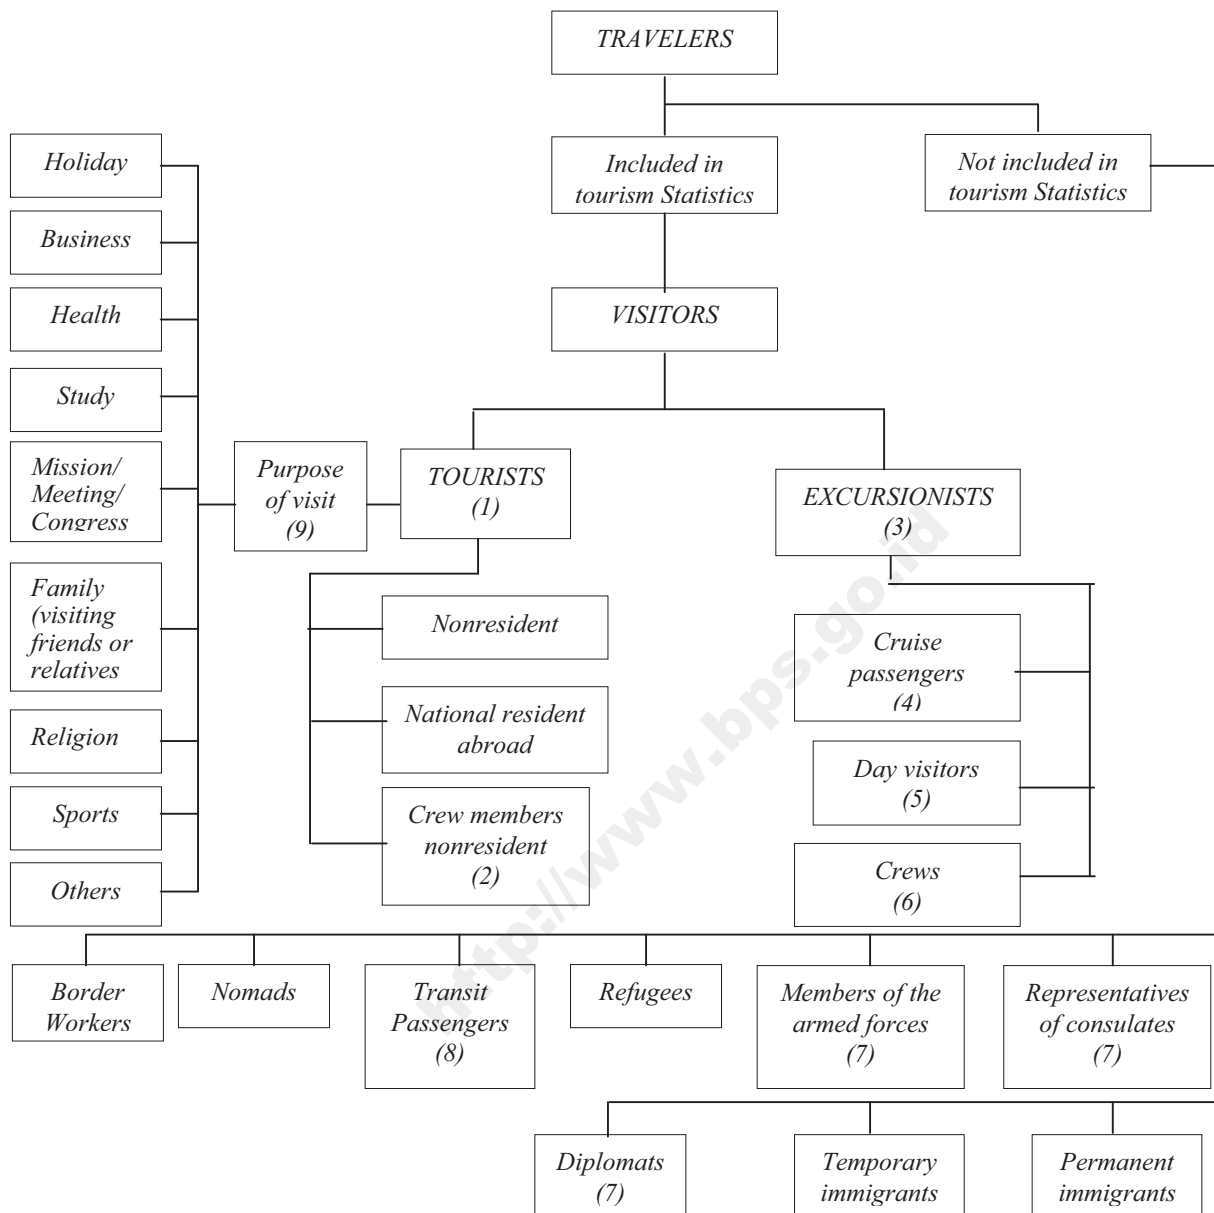 TRAVELERS
Included in
tourism Statistics
Not included in
tourism Statistics
VISITORS
Holiday
Business
Health
Study
Mission/
Meeting/
Congress
Family
(visiting
friends or
relatives
Religion
Sports
Others
Purpose
of visit
(9)
TOURISTS
(1)
EXCURSIONISTS
(3)
Nonresident
National resident
abroad
Crew members
nonresident
(2)
Cruise
passengers
(4)
Day visitors
(5)
Crews
(6)
Border
Workers
Nomads
Transit
Passengers
(8)
Refugees
Members of the
armed forces
(7)
Representatives
of consulates
(7)
Diplomats
(7)
Temporary
immigrants
Permanent
immigrants
http://www.bps.go.id